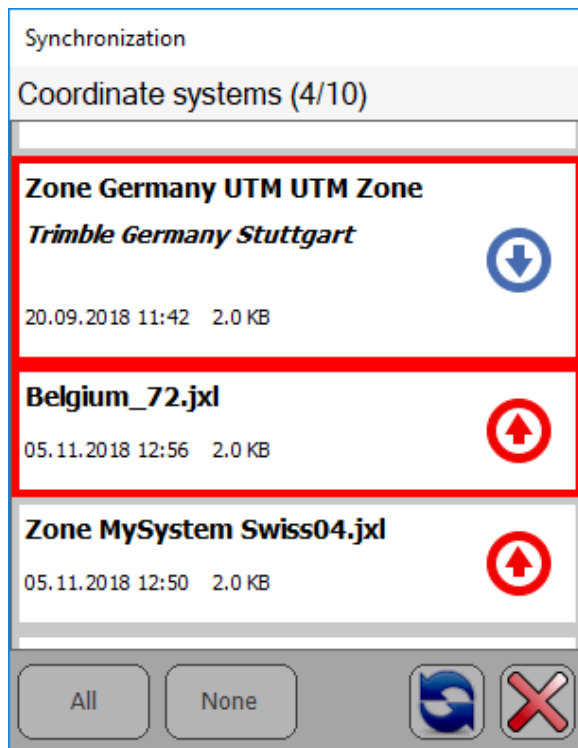 Synchronization
Coordinate systems (4/10)
Zone Germany UTM UTM Zone
Trimble Germany Stuttgart
20.09.2018 11:42 2.0 KB
Belgium_72.jxl
05.11.2018 12:56 2.0 KB
Zone MySystem Swiss04.jxl
05.11.2018 12:50 2.0 KB
All None